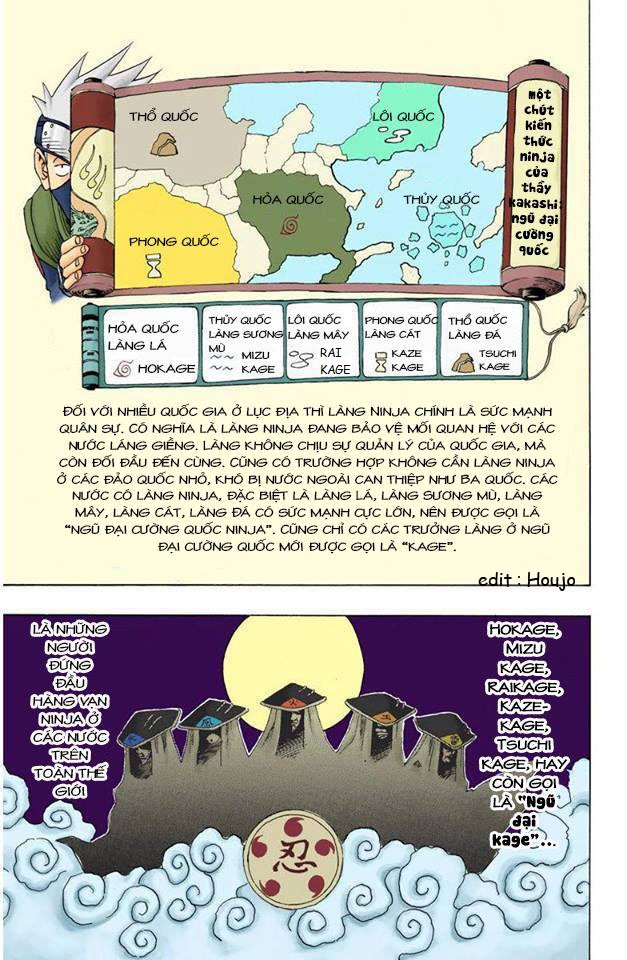 THỔ QUỐC
LÔI QUỐC
HỎA QUỐC
THỦY QUỐC
PHONG QUỐC
một
chút
kiến
thức
ninja
của
thầy
kakashi:
ngũ đại
cường
quốc
HỎA QUỐC
LÀNG LÁ
HOKAGE
THỦY QUỐC
LÀNG SƯƠNG
MÙ
MIZU
KAGE
LÔI QUỐC
LÀNG MÂY
RAI
KAGE
PHONG QUỐC
LÀNG CÁT
KAZE
KAGE
THỔ QUỐC
LÀNG ĐÁ
TSUCHI
KAGE
ĐỐI VỚI NHIỀU QUỐC GIA Ở LỤC ĐỊA THÌ LÀNG NINJA CHÍNH LÀ SỨC MẠNH
QUÂN SỰ. CÓ NGHĨA LÀ LÀNG NINJA ĐANG BẢO VỆ MỐI QUAN HỆ VỚI CÁC
NƯỚC LÁNG GIỀNG. LÀNG KHÔNG CHỊU SỰ QUẢN LÝ CỦA QUỐC GIA, MÀ
CÒN ĐỐI ĐẦU ĐẾN CÙNG. CŨNG CÓ TRƯỜNG HỢP KHÔNG CẦN LÀNG NINJA
Ở CÁC ĐẢO QUỐC NHỎ, KHÓ BỊ NƯỚC NGOÀI CAN THIỆP NHƯ BA QUỐC. CÁC
NƯỚC CÓ LÀNG NINJA, ĐẶC BIỆT LÀ LÀNG LÁ, LÀNG SƯƠNG MÙ, LÀNG
MÂY, LÀNG CÁT, LÀNG ĐÁ CÓ SỨC MẠNH CỰC LỚN, NÊN ĐƯỢC GỌI LÀ
"NGŨ ĐẠI CƯỜNG QUỐC NINJA". CŨNG CHỈ CÓ CÁC TRƯỞNG LÀNG Ở NGŨ
ĐẠI CƯỜNG QUỐC MỚI ĐƯỢC GỌI LÀ "KAGE".
edit : Houjo
HOKAGE,
MIZU
KAGE,
RAIKAGE,
KAZE-
KAGE,
TSUCHI
KAGE, HAY
CÒN GỌI
LÀ "Ngũ
đại
kage"...
LÀ NHỮNG
NGƯỜI
ĐỨNG
ĐẦU
HÀNG VẠN
NINJA Ở
CÁC NƯỚC
TRÊN
TOÀN THẾ
GIỚI
火
土
忍